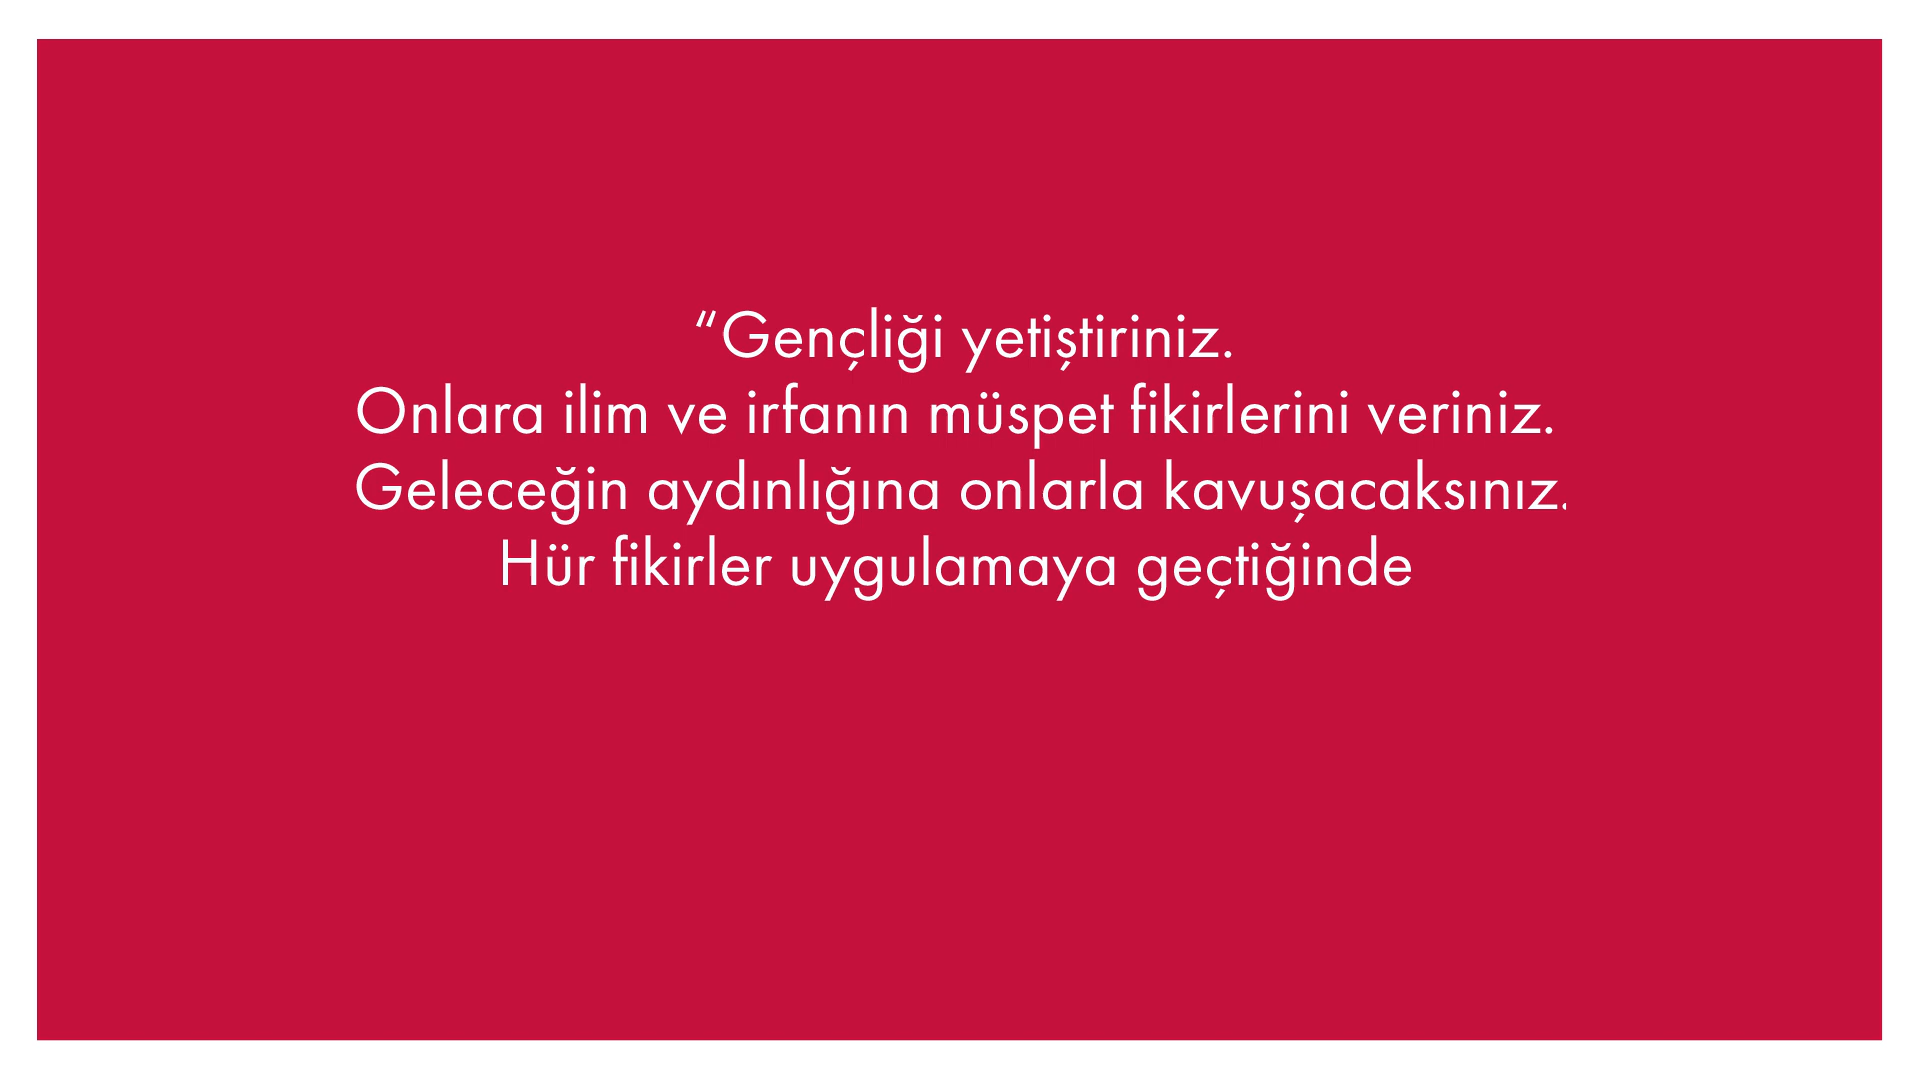 “Gençliği yetiştiriniz.
Onlara ilim ve irfanın müspet fikirlerini veriniz.
Geleceğin aydınlığına onlarla kavuşacaksınız.
Hür fikirler uygulamaya geçtiğinde